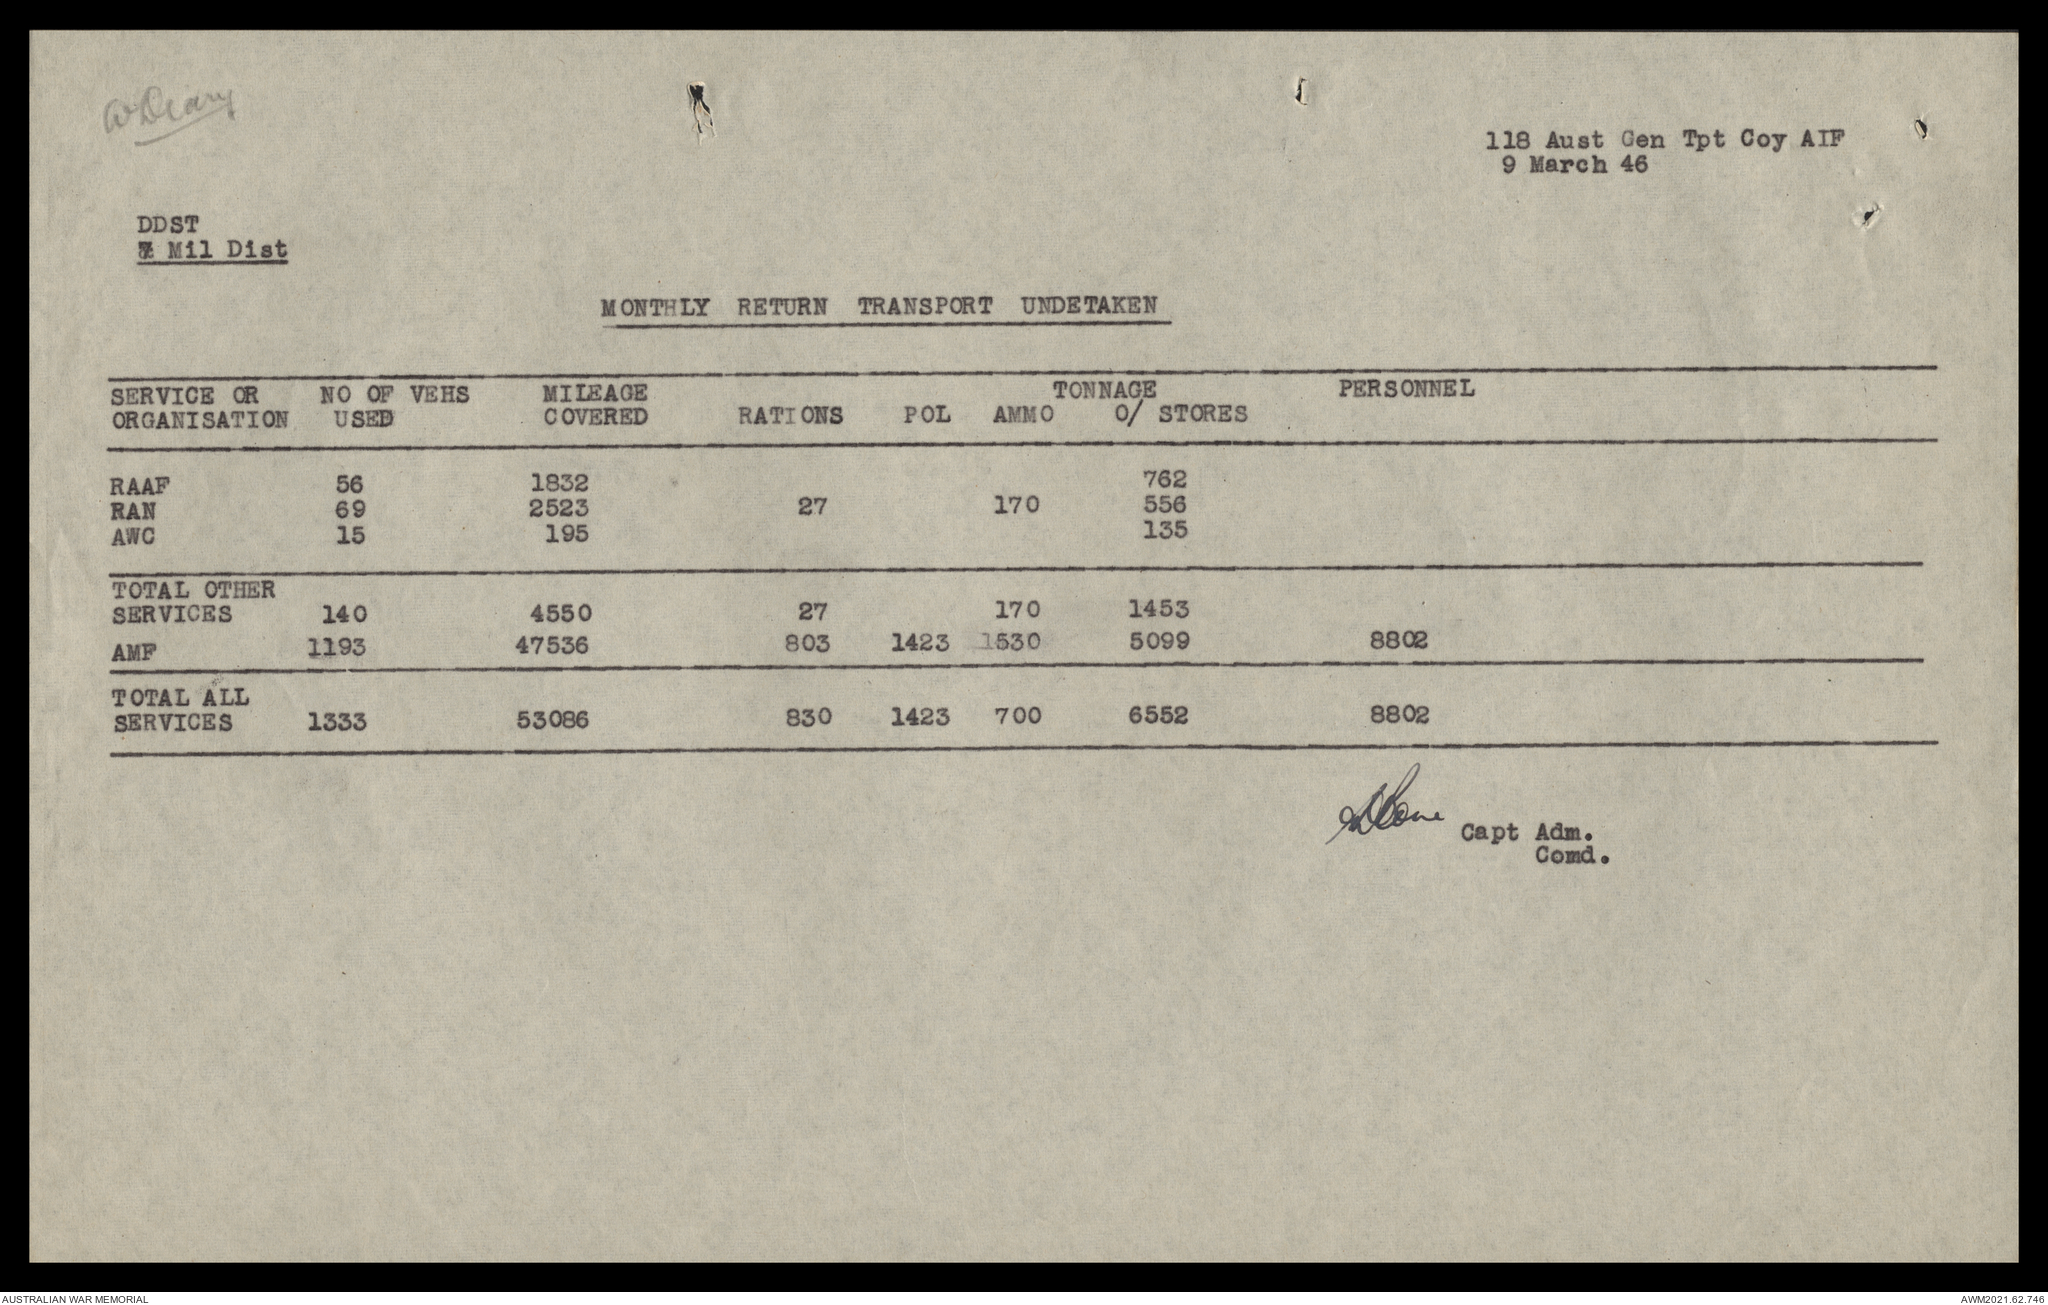 WDiary
118 Aust Gen Tpt Coy AIF
9 March 46
DDST
7 Mil Dist
MONTHLY RETURN TRANSPORT UNDETAKEN
SERVICE OR NO OF VEHS MILEAGE TONNAGE PERSONNEL
ORGANISATION USED COVERED RATIONS POL AMMO O/ STORES
RAAF 56 1832 762
RAN 69 2523 27 170 556
AWC 15 195 135
TOTAL OTHER
SERVICES 140 4550 27 170 1453
AMF 1193 47536 803 1423 1530 5099 8802
TOTAL ALL
SERVICES 1333 53086 830 1423 700 6552 8802
Capt Adm.
Comd.
AUSTRALIAN WAR MEMORIAL AWM2021.62.746